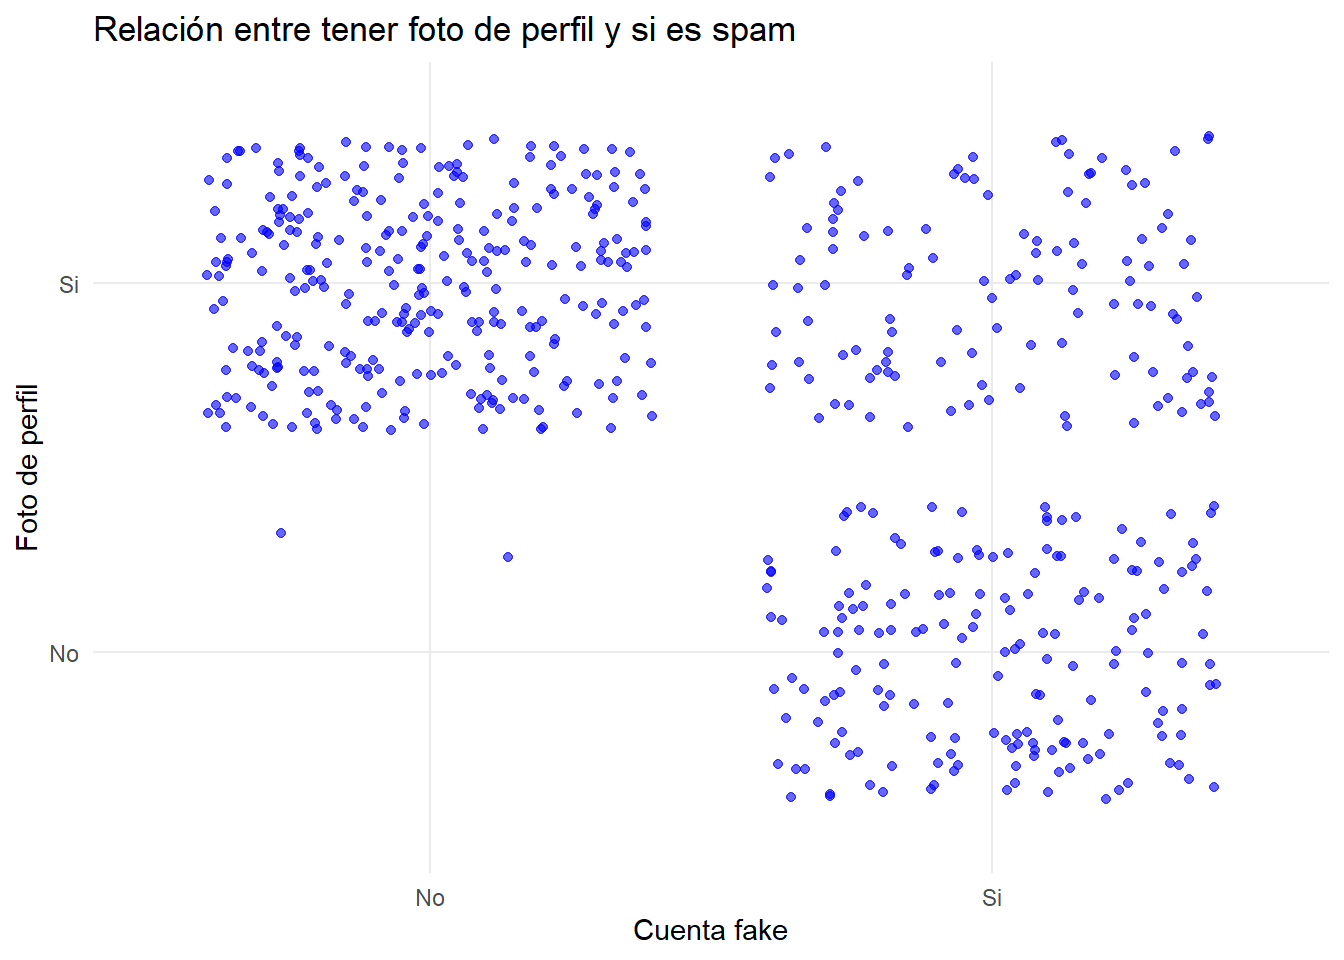 Relación entre tener foto de perfil y si es spam
Foto de perfil
Si
No
No
Si
Cuenta fake